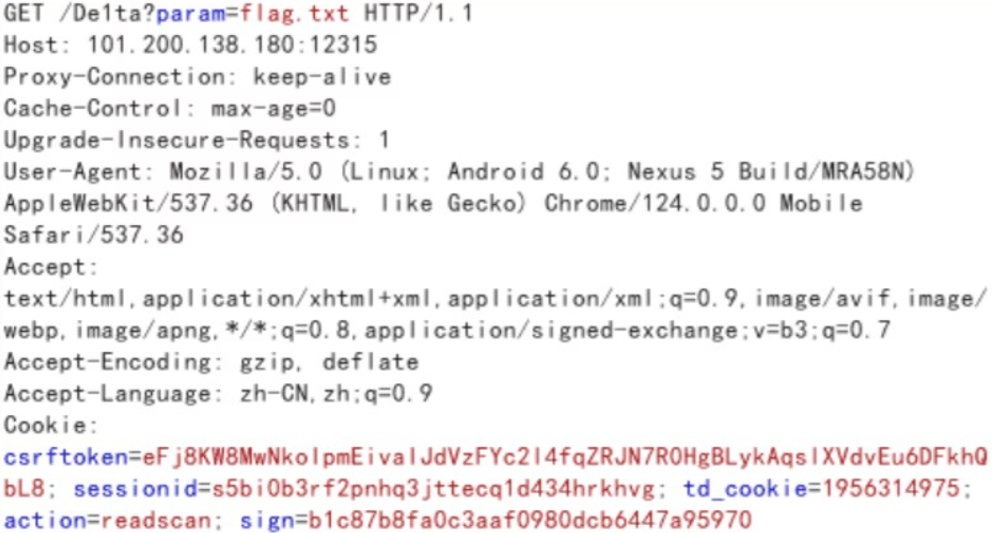 GET /De1ta?param=flag.txt HTTP/1.1
Host: 101.200.138.180:12315
Proxy-Connection: keep-alive
Cache-Control: max-age=0
Upgrade-Insecure-Requests: 1
User-Agent: Mozilla/5.0 (Linux; Android 6.0; Nexus 5 Build/MRA58N)
AppleWebKit/537.36 (KHTML, like Gecko) Chrome/124.0.0.0 Mobile
Safari/537.36
Accept:
text/html,application/xhtml+xml,application/xml;q=0.9,image/avif,image/
webp,image/apng,*/*;q=0.8,application/signed-exchange;v=b3;q=0.7
Accept-Encoding: gzip, deflate
Accept-Language: zh-CN,zh;q=0.9
Cookie:
csrftoken=eFj8KW8MwNkolpmEivalJdVzFYc2l4fqZRJN7R0HgBLykAqslXVdvEu6DFkhQ
bL8; sessionid=s5bi0b3rf2pnhq3jttecq1d434hrkhvg; td_cookie=1956314975;
action=readscan; sign=b1c87b8fa0c3aaf0980dcb6447a95970